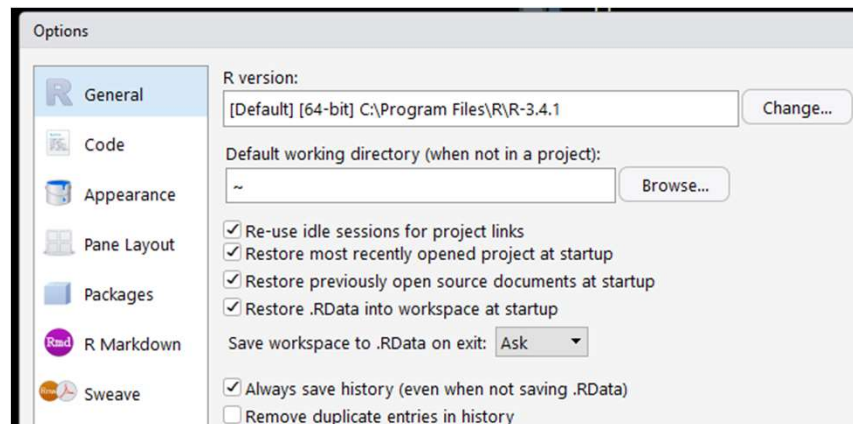 Options
General
Code
Appearance
Pane Layout
Packages
R Markdown
Sweave
R version:
[Default] [64-bit] C:\Program Files\R\R-3.4.1
Change...
Default working directory (when not in a project):
~
Browse...
Re-use idle sessions for project links
Restore most recently opened project at startup
Restore previously open source documents at startup
Restore .RData into workspace at startup
Save workspace to .RData on exit: Ask
Always save history (even when not saving .RData)
Remove duplicate entries in history